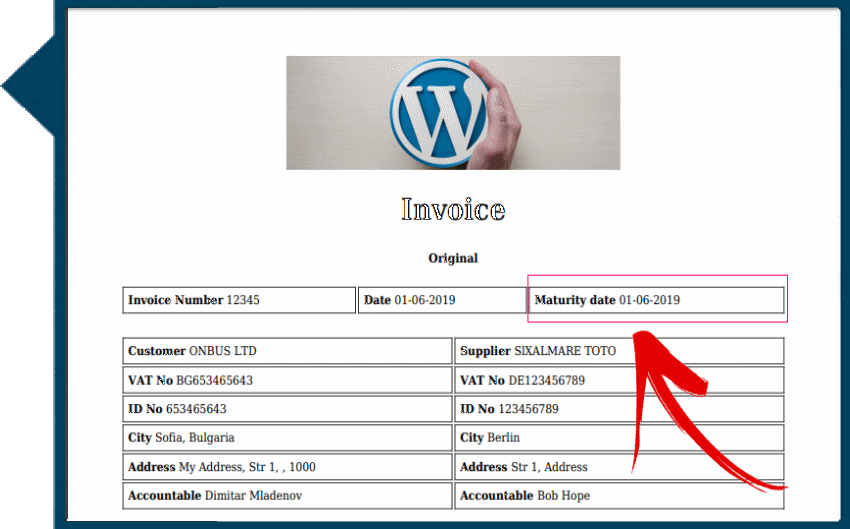 W
Invoice
Original
Invoice Number 12345 Date 01-06-2019 Maturity date 01-06-2019
Customer ONBUS LTD Supplier SIXALMARE TOTO
VAT No BG653465643 VAT No DE123456789
ID No 653465643 ID No 123456789
City Sofia, Bulgaria City Berlin
Address My Address, Str 1, , 1000 Address Str 1, Address
Accountable Dimitar Mladenov Accountable Bob Hope